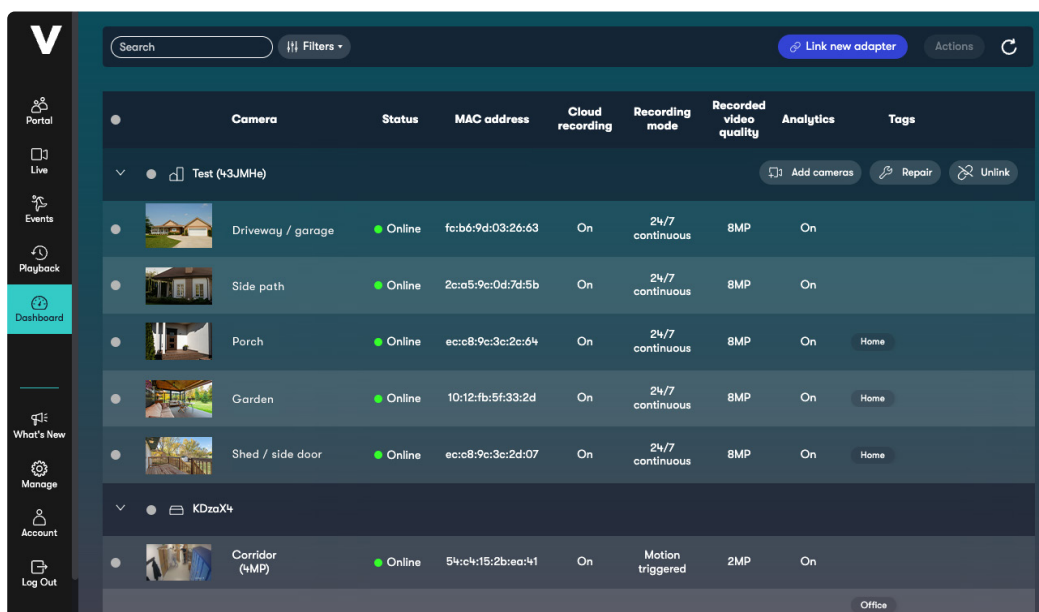 V
Portal
Live
Events
Playback
Dashboard
What's New
Manage
Account
Log Out
Search
Filters
Link new adapter
Actions
Camera
Status
MAC address
Cloud recording
Recording mode
Recorded video quality
Analytics
Tags
Test (43JMHe)
Add cameras
Repair
Unlink
Driveway / garage Online fc:b6:9d:03:26:63 On 24/7 continuous 8MP On
Side path Online 2c:a5:9c:0d:7d:5b On 24/7 continuous 8MP On
Porch Online ec:c8:9c:3c:2c:64 On 24/7 continuous 8MP On Home
Garden Online 10:12:fb:5f:33:2d On 24/7 continuous 8MP On Home
Shed / side door Online ec:c8:9c:3c:2d:07 On 24/7 continuous 8MP On Home
KDzaX4
Corridor (4MP) Online 54:c4:15:2b:ea:41 On Motion triggered 2MP On
Office